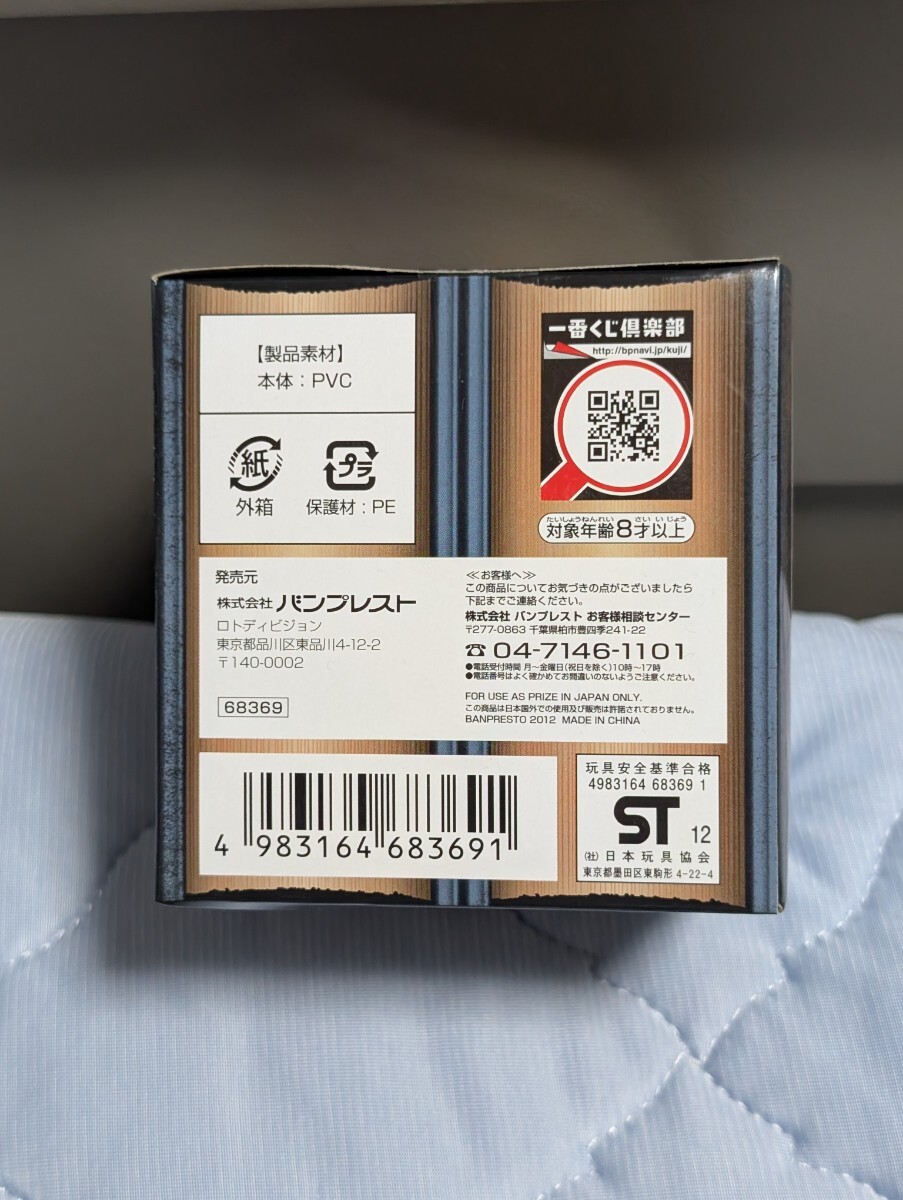 【製品素材】
本体：PVC
紙
外箱
プラ
保護材：PE
一番くじ倶楽部
http://bpnavi.jp/kuji/
たいしょうねんれい さい いじょう
対象年齢8才以上
発売元
株式会社 バンプレスト
ロトディビジョン
東京都品川区東品川4-12-2
〒140-0002
68369
≪お客様へ≫
この商品についてお気づきの点がございましたら
下記までご連絡ください。
株式会社 バンプレスト お客様相談センター
〒277-0863 千葉県柏市豊四季241-22
☎ 04-7146-1101
●電話受付時間 月〜金曜日(祝日を除く)10時〜17時
●電話番号はよく確かめてお間違いのないようご注意ください。
FOR USE AS PRIZE IN JAPAN ONLY.
この商品は日本国外での使用及び販売は許諾されておりません。
BANPRESTO 2012 MADE IN CHINA
4 983164 683691
玩具安全基準合格
4983164 68369 1
ST 12
(社)日本玩具協会
東京都墨田区東駒形 4-22-4